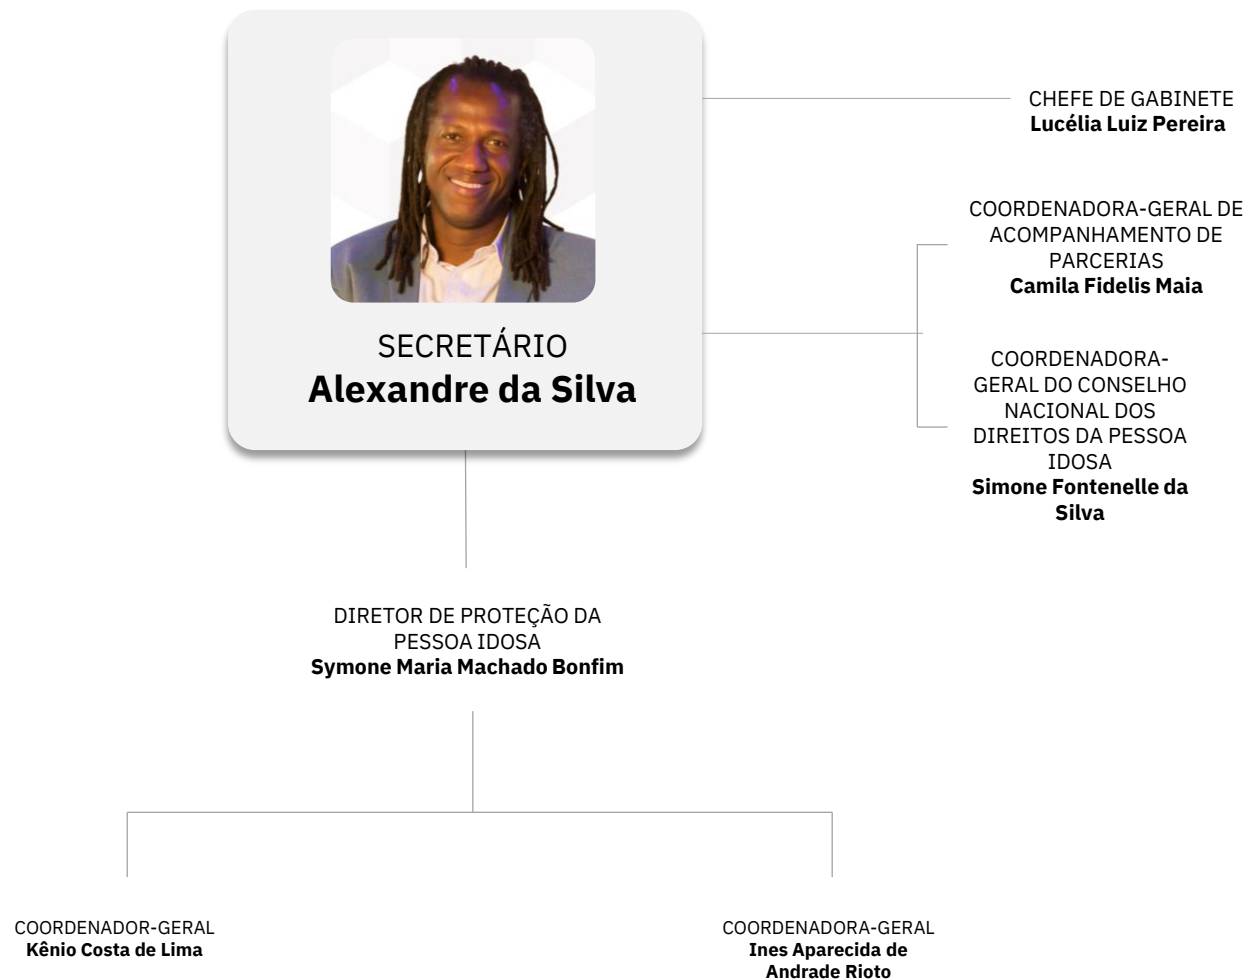 CHEFE DE GABINETE
Lucélia Luiz Pereira
COORDENADORA-GERAL DE
ACOMPANHAMENTO DE
PARCERIAS
Camila Fidelis Maia
SECRETÁRIO
Alexandre da Silva
COORDENADORA-
GERAL DO CONSELHO
NACIONAL DOS
DIREITOS DA PESSOA
IDOSA
Simone Fontenelle da
Silva
DIRETOR DE PROTEÇÃO DA
PESSOA IDOSA
Symone Maria Machado Bonfim
COORDENADOR-GERAL
Kênio Costa de Lima
COORDENADORA-GERAL
Ines Aparecida de
Andrade Rioto